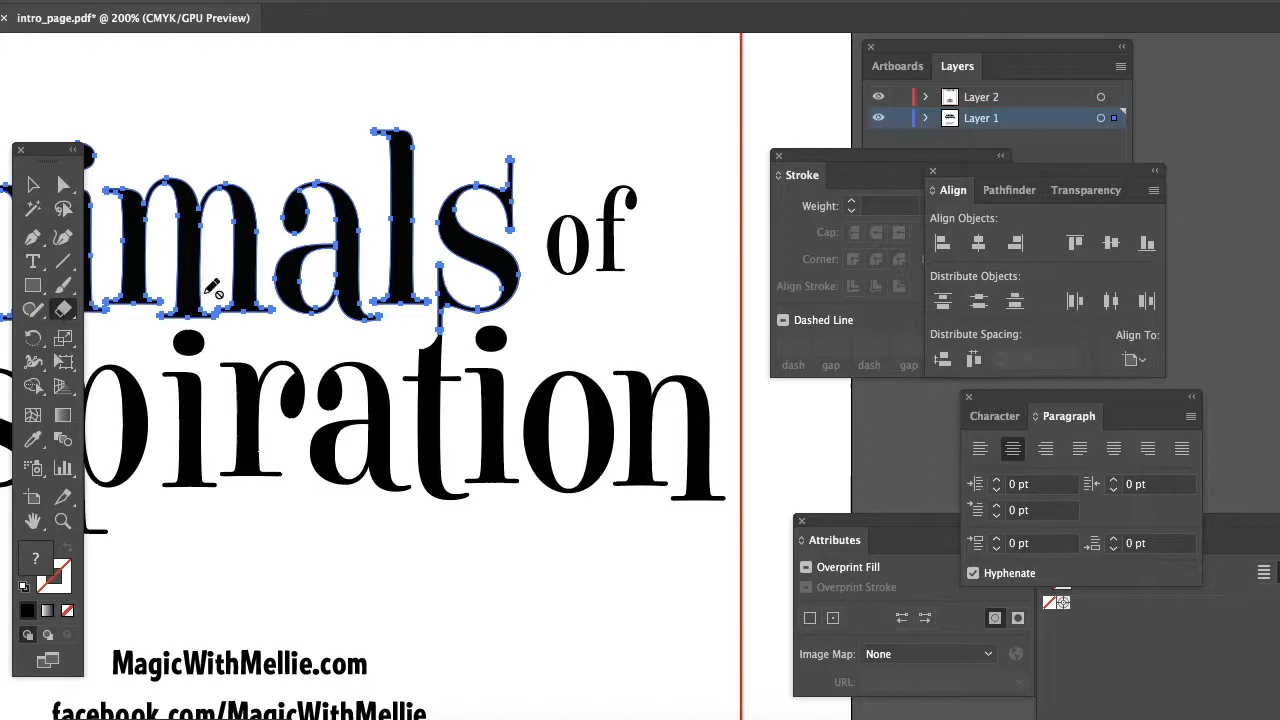 intro_page.pdf* @ 200% (CMYK/GPU Preview)
imals of
piration
MagicWithMellie.com
facebook.com/MagicWithMellie
Artboards Layers
Layer 2
Layer 1
Stroke
Weight:
Cap:
Corner:
Align Stroke:
Dashed Line
dash gap dash gap
Align Pathfinder Transparency
Align Objects:
Distribute Objects:
Distribute Spacing: Align To:
Character Paragraph
0 pt 0 pt
0 pt
0 pt 0 pt
Hyphenate
Attributes
Overprint Fill
Overprint Stroke
Image Map: None
URL:
?